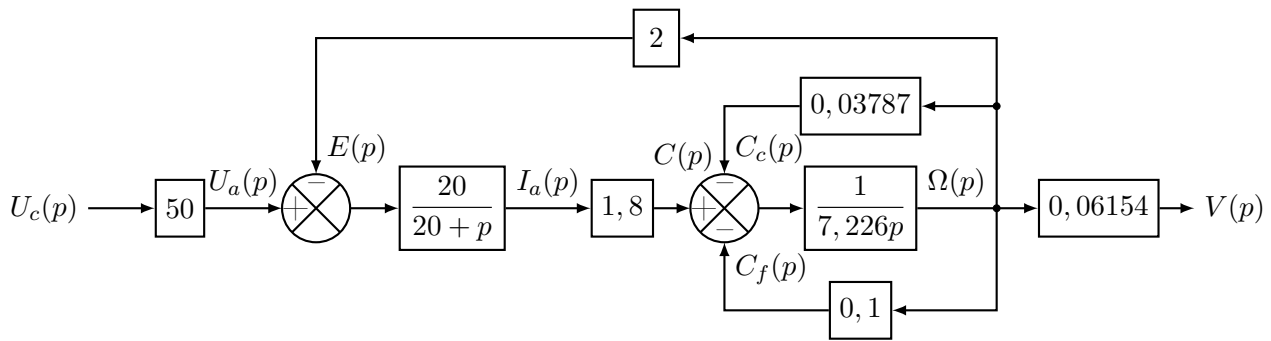 2
0, 03787
E(p)
C(p)
C_c(p)
U_c(p)
50
U_a(p)
−
+
20
20 + p
I_a(p)
1, 8
−
+
−
1
7, 226p
Ω(p)
0, 06154
V(p)
C_f(p)
0, 1